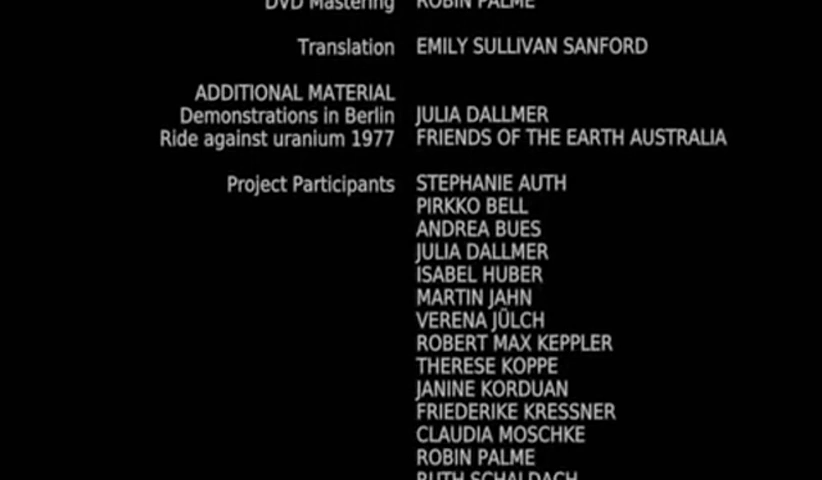 DVD Mastering ROBIN PALME
Translation EMILY SULLIVAN SANFORD
ADDITIONAL MATERIAL
Demonstrations in Berlin JULIA DALLMER
Ride against uranium 1977 FRIENDS OF THE EARTH AUSTRALIA
Project Participants STEPHANIE AUTH
PIRKKO BELL
ANDREA BUES
JULIA DALLMER
ISABEL HUBER
MARTIN JAHN
VERENA JÜLCH
ROBERT MAX KEPPLER
THERESE KOPPE
JANINE KORDUAN
FRIEDERIKE KRESSNER
CLAUDIA MOSCHKE
ROBIN PALME
RUTH SCHALDACH